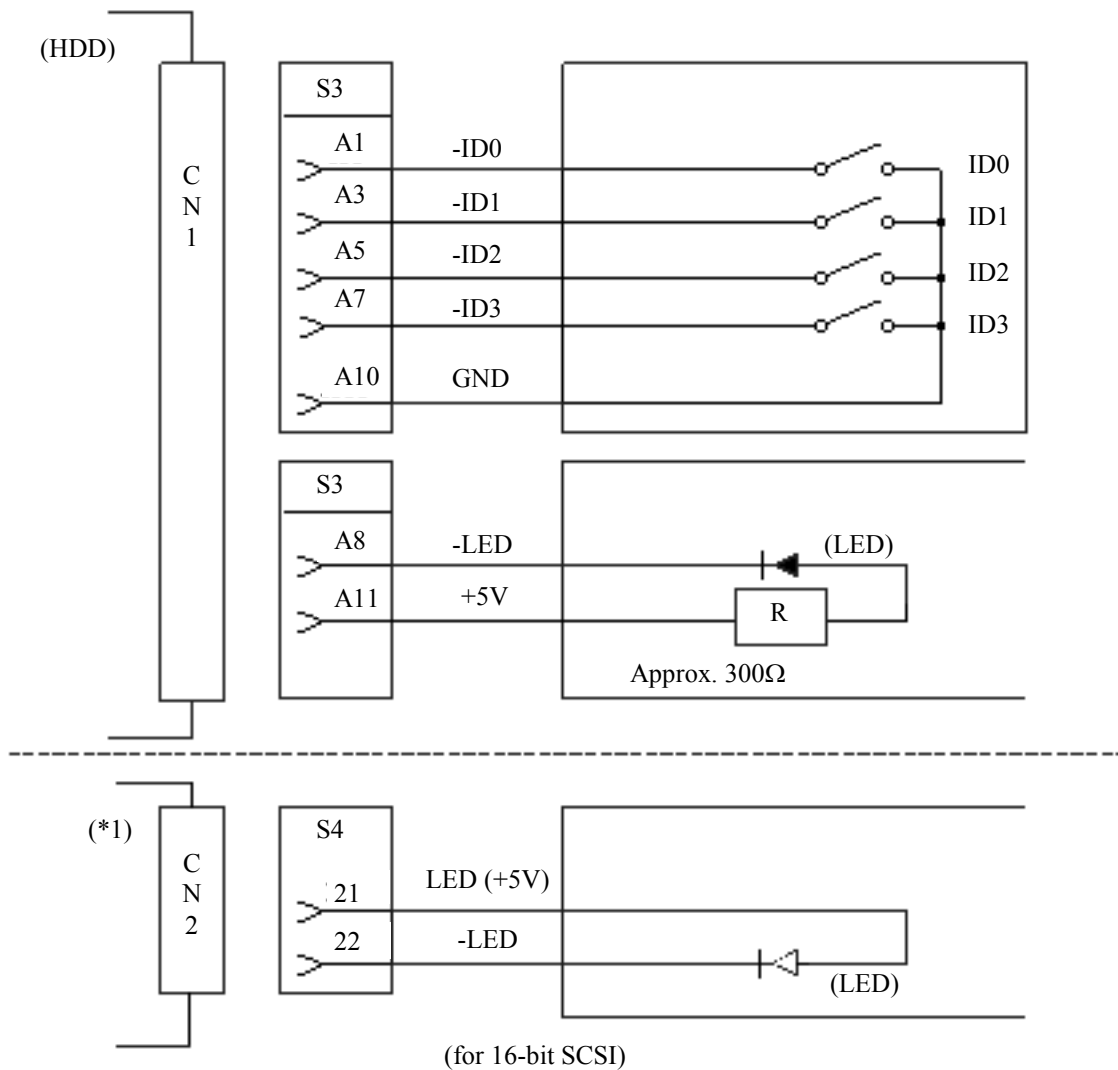 (HDD)
C
N
1
S3
A1
-ID0
ID0
A3
-ID1
ID1
A5
-ID2
ID2
A7
-ID3
ID3
A10
GND
S3
A8
-LED
(LED)
A11
+5V
R
Approx. 300Ω
(*1)
C
N
2
S4
21
LED (+5V)
22
-LED
(LED)
(for 16-bit SCSI)